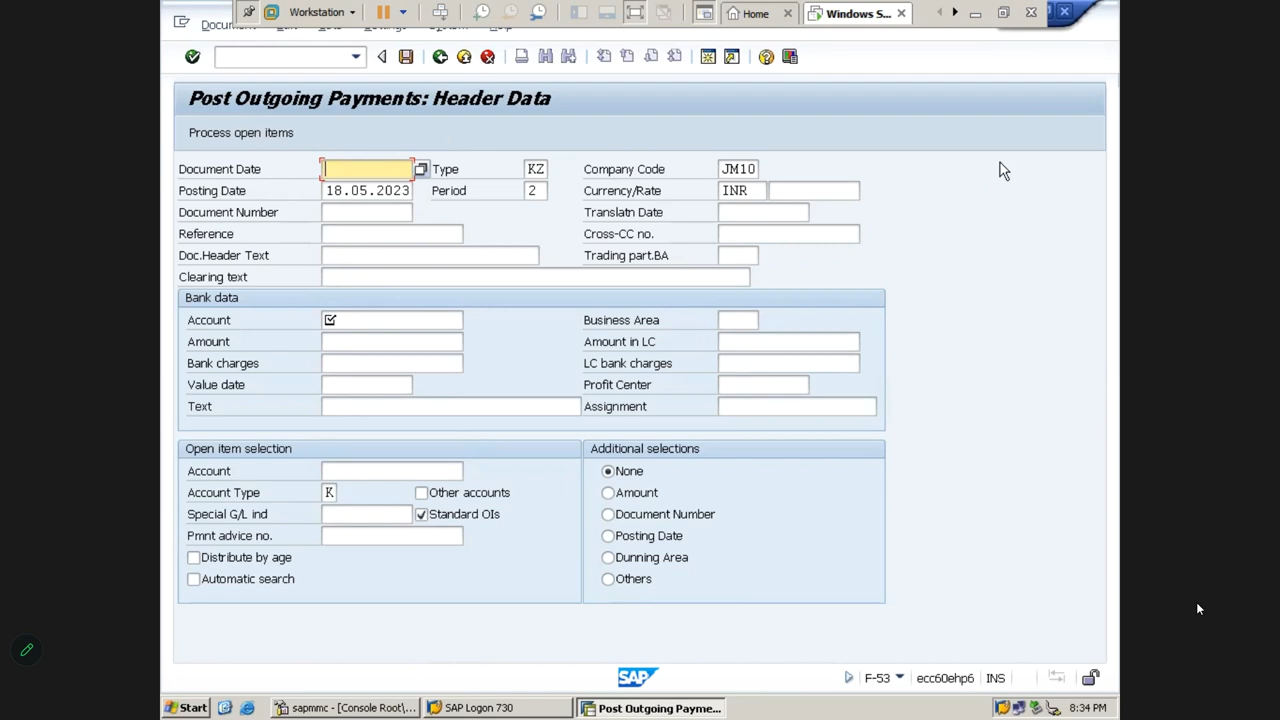 Workstation
Home
Windows S...
Document
Post Outgoing Payments: Header Data
Process open items
Document Date Type KZ Company Code JM10
Posting Date 18.05.2023 Period 2 Currency/Rate INR
Document Number Translatn Date
Reference Cross-CC no.
Doc.Header Text Trading part.BA
Clearing text
Bank data
Account Business Area
Amount Amount in LC
Bank charges LC bank charges
Value date Profit Center
Text Assignment
Open item selection Additional selections
Account None
Account Type K Other accounts Amount
Special G/L ind Standard OIs Document Number
Pmnt advice no. Posting Date
Distribute by age Dunning Area
Automatic search Others
SAP F-53 ecc60ehp6 INS
Start sapmmc - [Console Root\... SAP Logon 730 Post Outgoing Payme... 8:34 PM